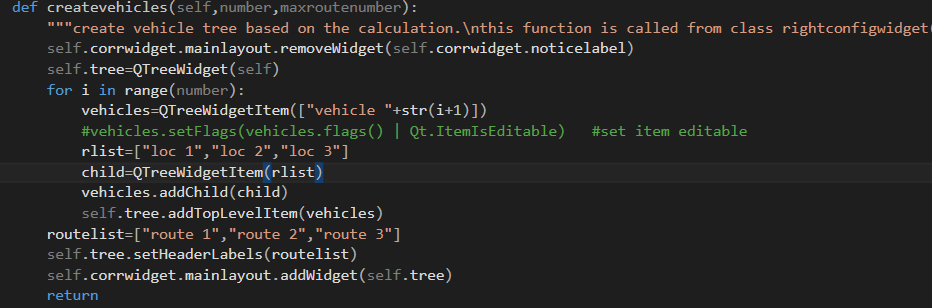 def createvehicles(self,number,maxroutenumber):
    """create vehicle tree based on the calculation.\nthis function is called from class rightconfigwidget(
    self.corrwidget.mainlayout.removeWidget(self.corrwidget.noticelabel)
    self.tree=QTreeWidget(self)
    for i in range(number):
        vehicles=QTreeWidgetItem(["vehicle "+str(i+1)])
        #vehicles.setFlags(vehicles.flags() | Qt.ItemIsEditable)   #set item editable
        rlist=["loc 1","loc 2","loc 3"]
        child=QTreeWidgetItem(rlist)
        vehicles.addChild(child)
        self.tree.addTopLevelItem(vehicles)
    routelist=["route 1","route 2","route 3"]
    self.tree.setHeaderLabels(routelist)
    self.corrwidget.mainlayout.addWidget(self.tree)
    return